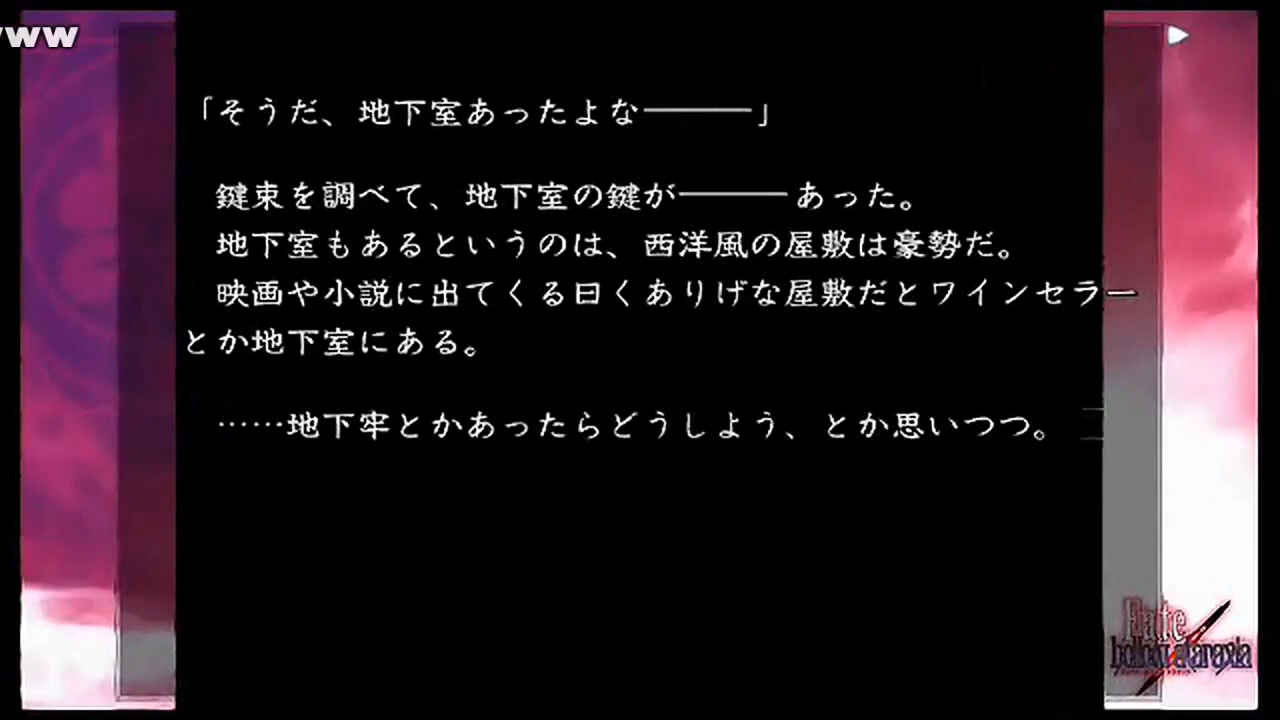 www
「そうだ、地下室あったよな―――」
鍵束を調べて、地下室の鍵が―――あった。
地下室もあるというのは、西洋風の屋敷は豪勢だ。
映画や小説に出てくる曰くありげな屋敷だとワインセラー
とか地下室にある。
……地下牢とかあったらどうしよう、とか思いつつ。
Fate
hollow ataraxia